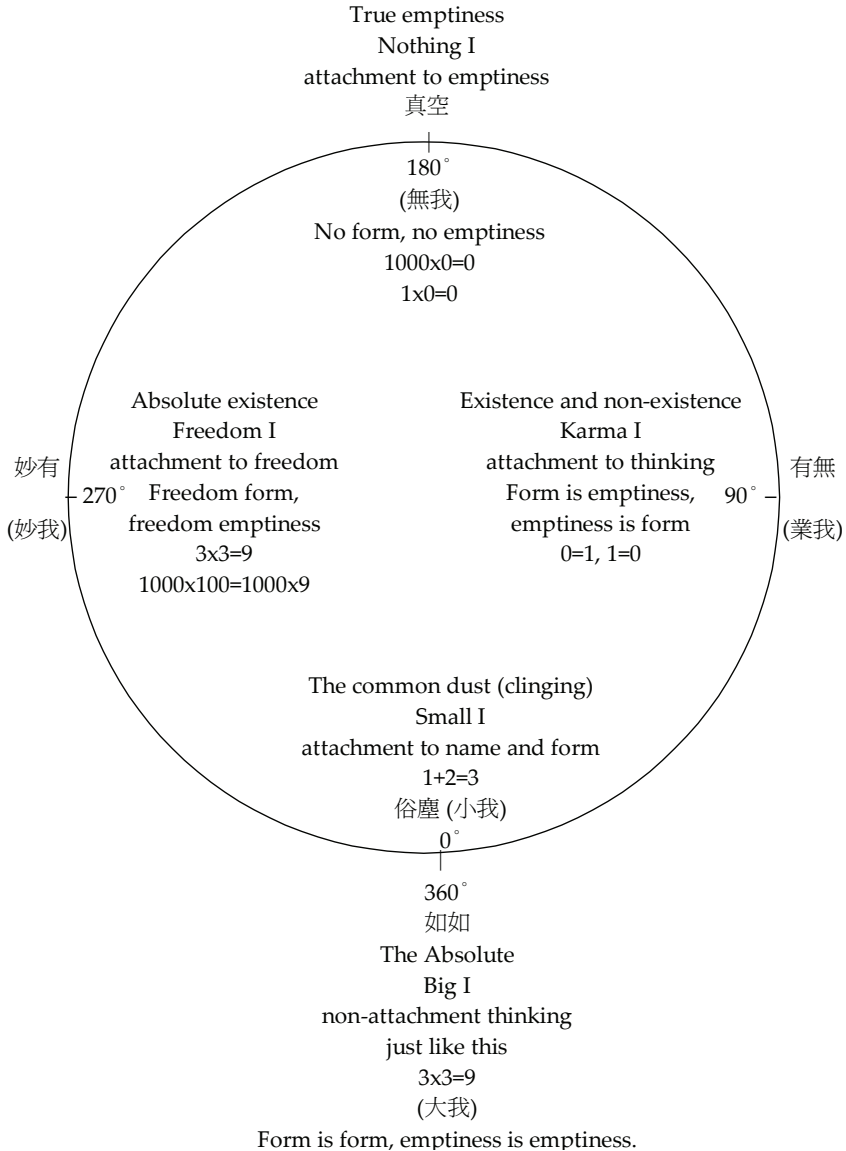 True emptiness
Nothing I
attachment to emptiness
真空
180°
(無我)
No form, no emptiness
1000x0=0
1x0=0
Absolute existence
Freedom I
attachment to freedom
Freedom form,
freedom emptiness
3x3=9
1000x100=1000x9
妙有
270°
(妙我)
Existence and non-existence
Karma I
attachment to thinking
Form is emptiness,
emptiness is form
0=1, 1=0
90°
有無
(業我)
The common dust (clinging)
Small I
attachment to name and form
1+2=3
俗塵 (小我)
0°
360°
如如
The Absolute
Big I
non-attachment thinking
just like this
3x3=9
(大我)
Form is form, emptiness is emptiness.